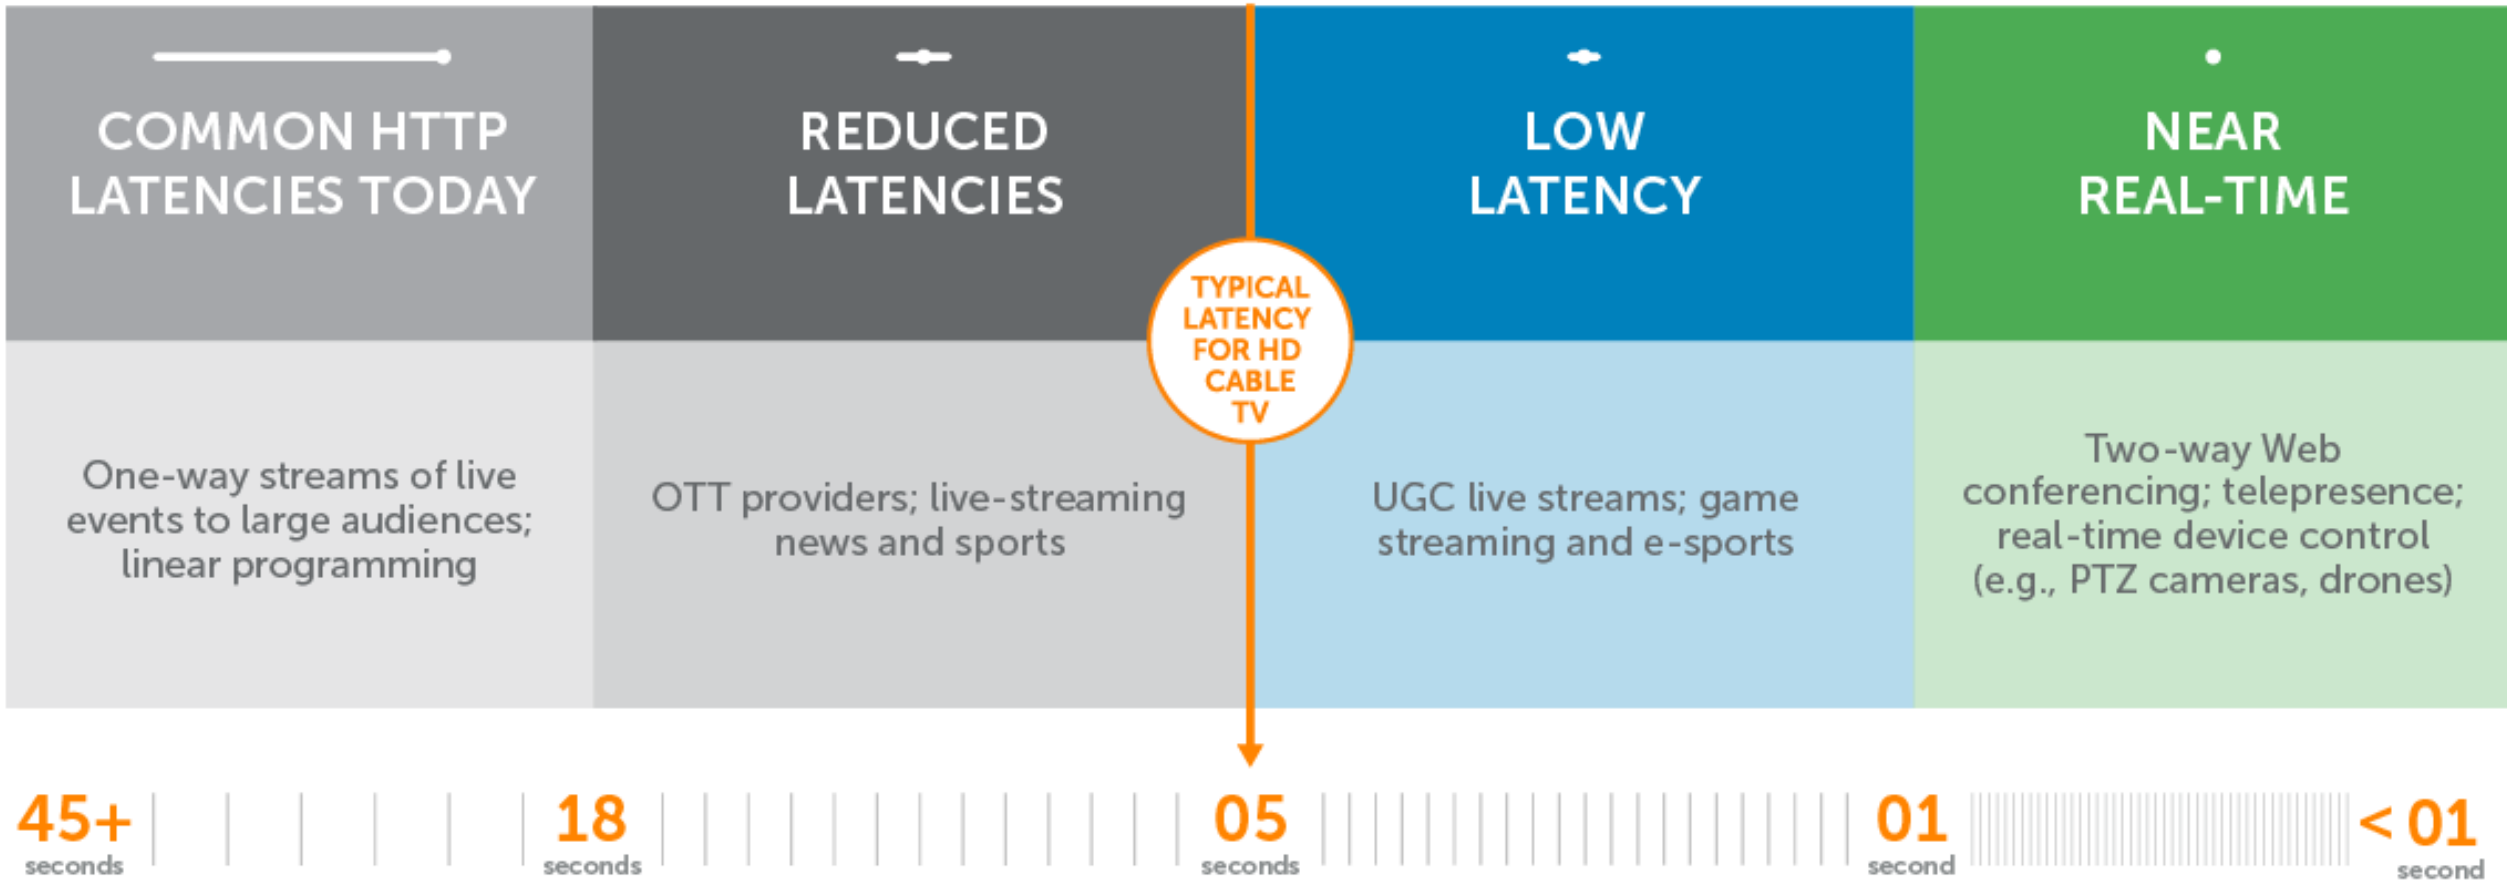 COMMON HTTP
LATENCIES TODAY
REDUCED
LATENCIES
LOW
LATENCY
NEAR
REAL-TIME
TYPICAL
LATENCY
FOR HD
CABLE
TV
One-way streams of live
events to large audiences;
linear programming
OTT providers; live-streaming
news and sports
UGC live streams; game
streaming and e-sports
Two-way Web
conferencing; telepresence;
real-time device control
(e.g., PTZ cameras, drones)
45+
seconds
18
seconds
05
seconds
01
second
< 01
second